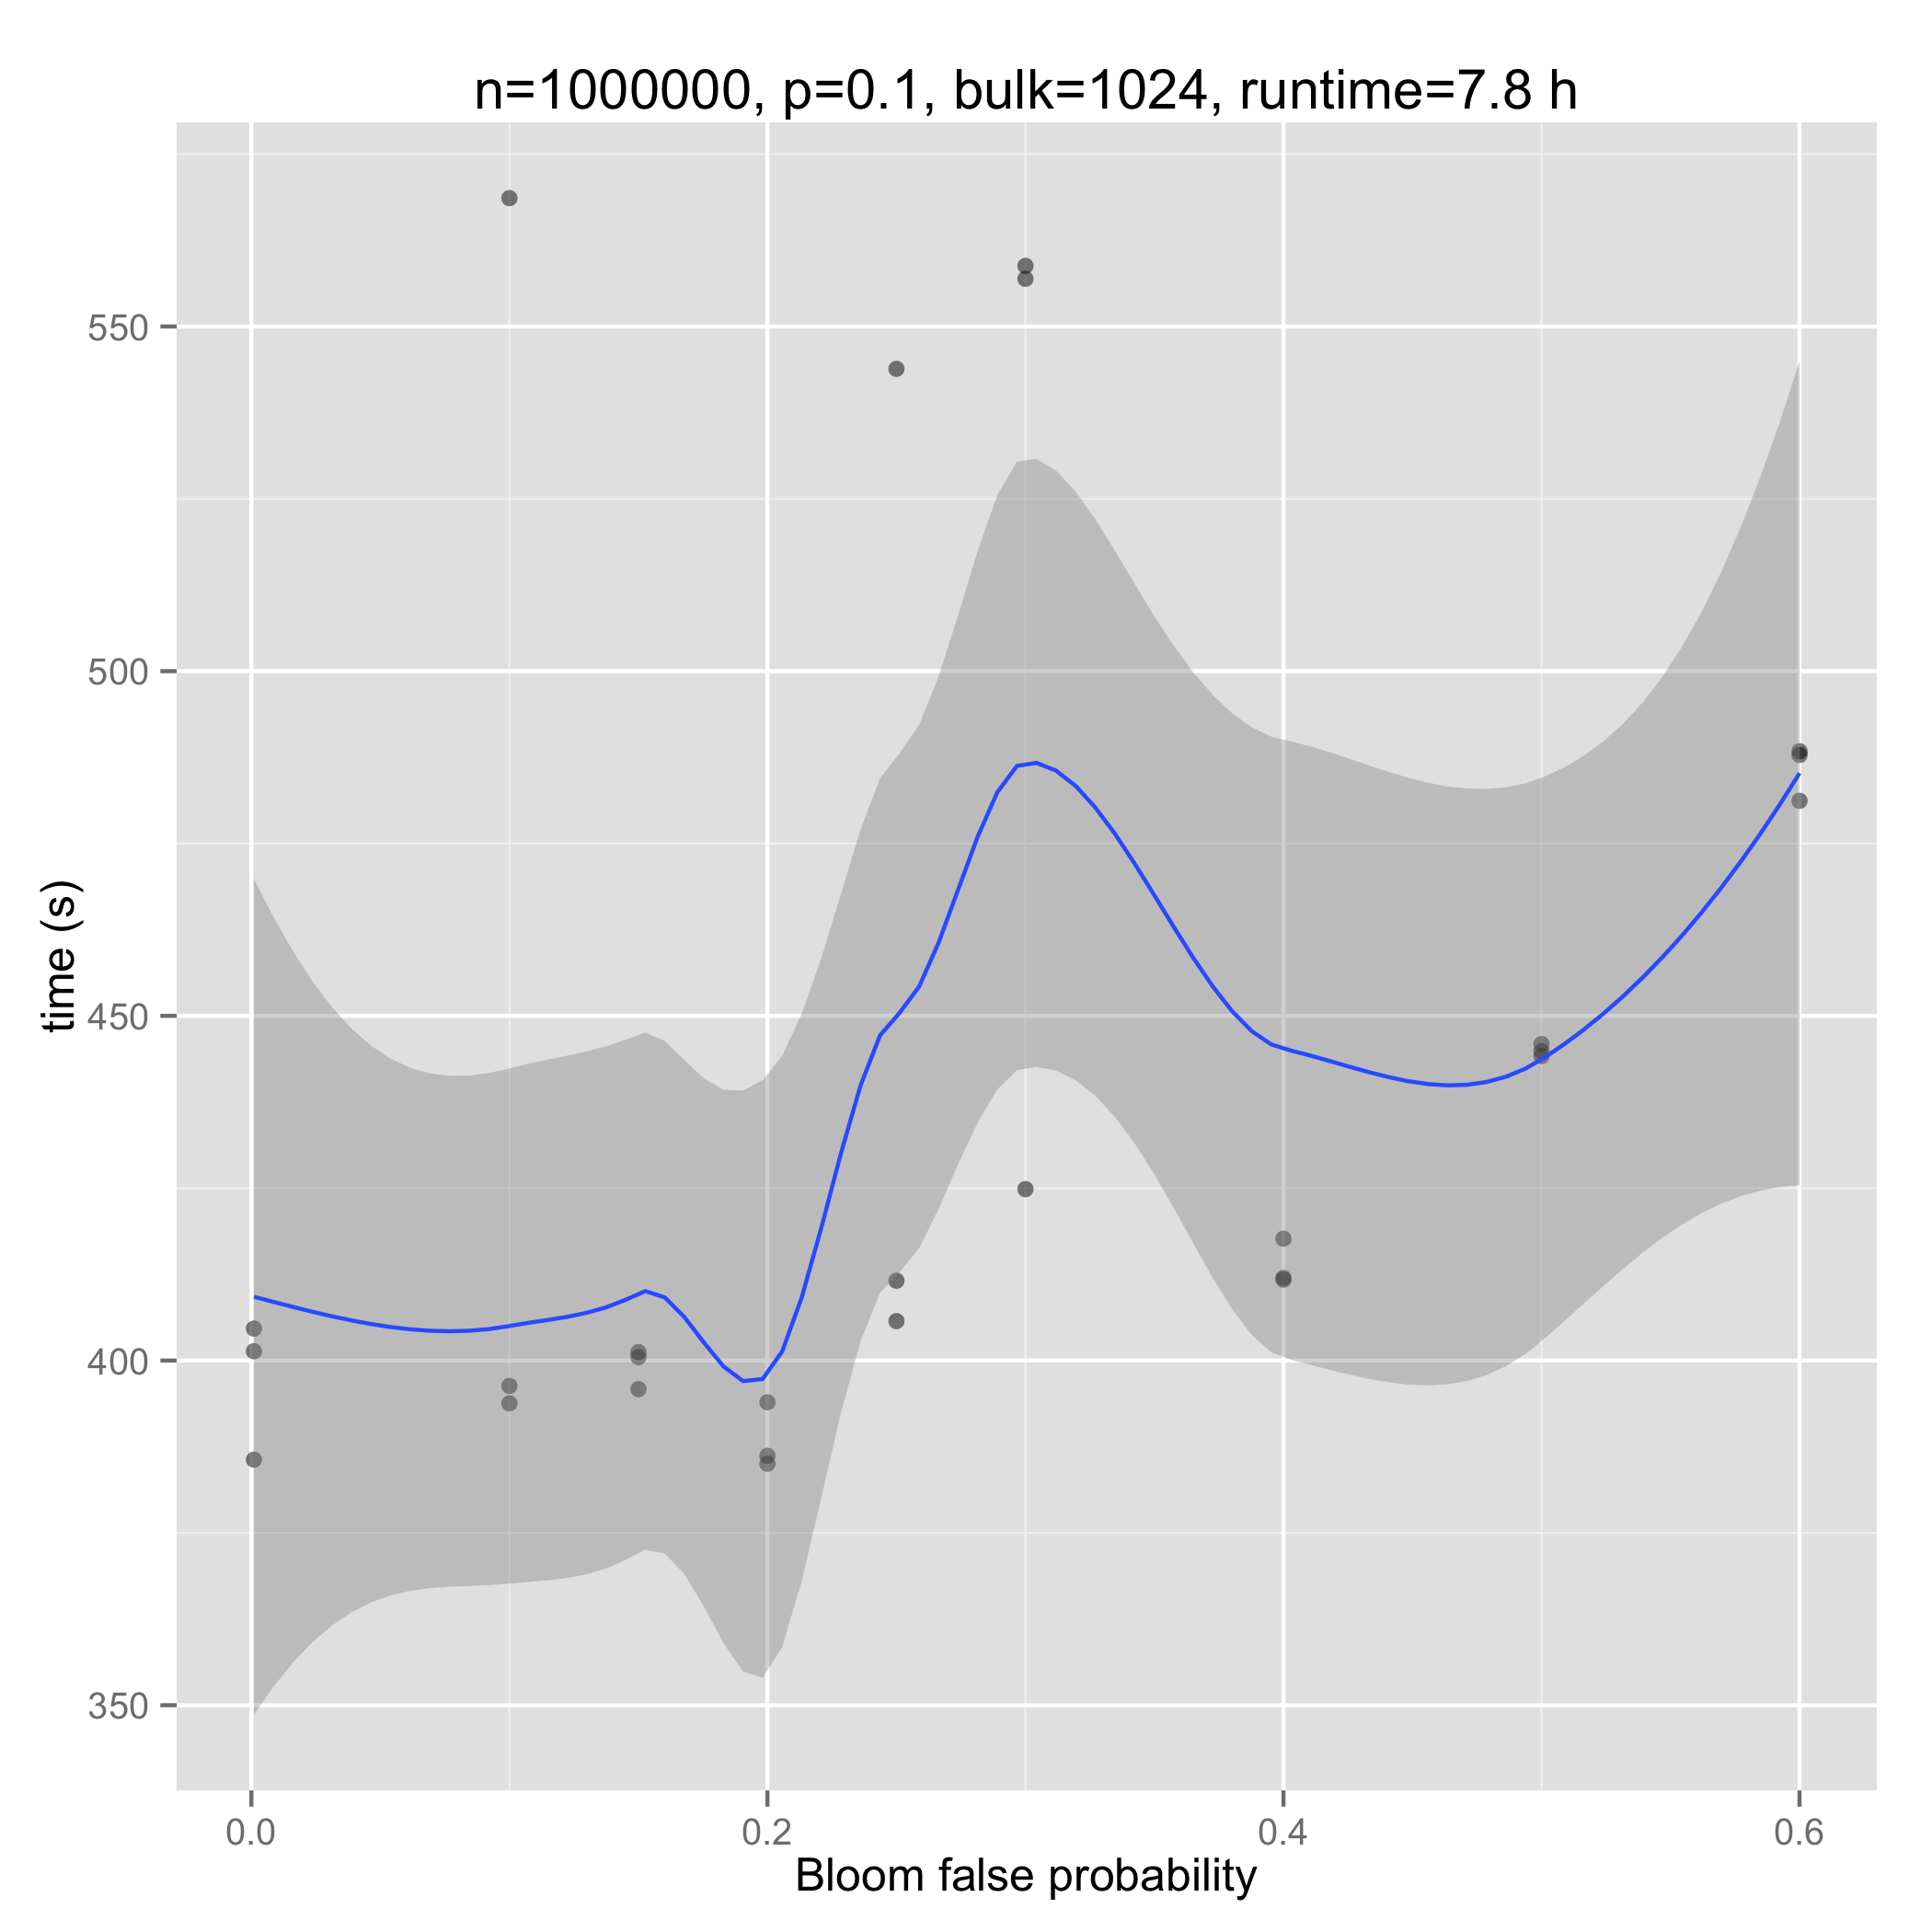 n=1000000, p=0.1, bulk=1024, runtime=7.8 h
550
500
450
400
350
time (s)
0.0 0.2 0.4 0.6
Bloom false probability